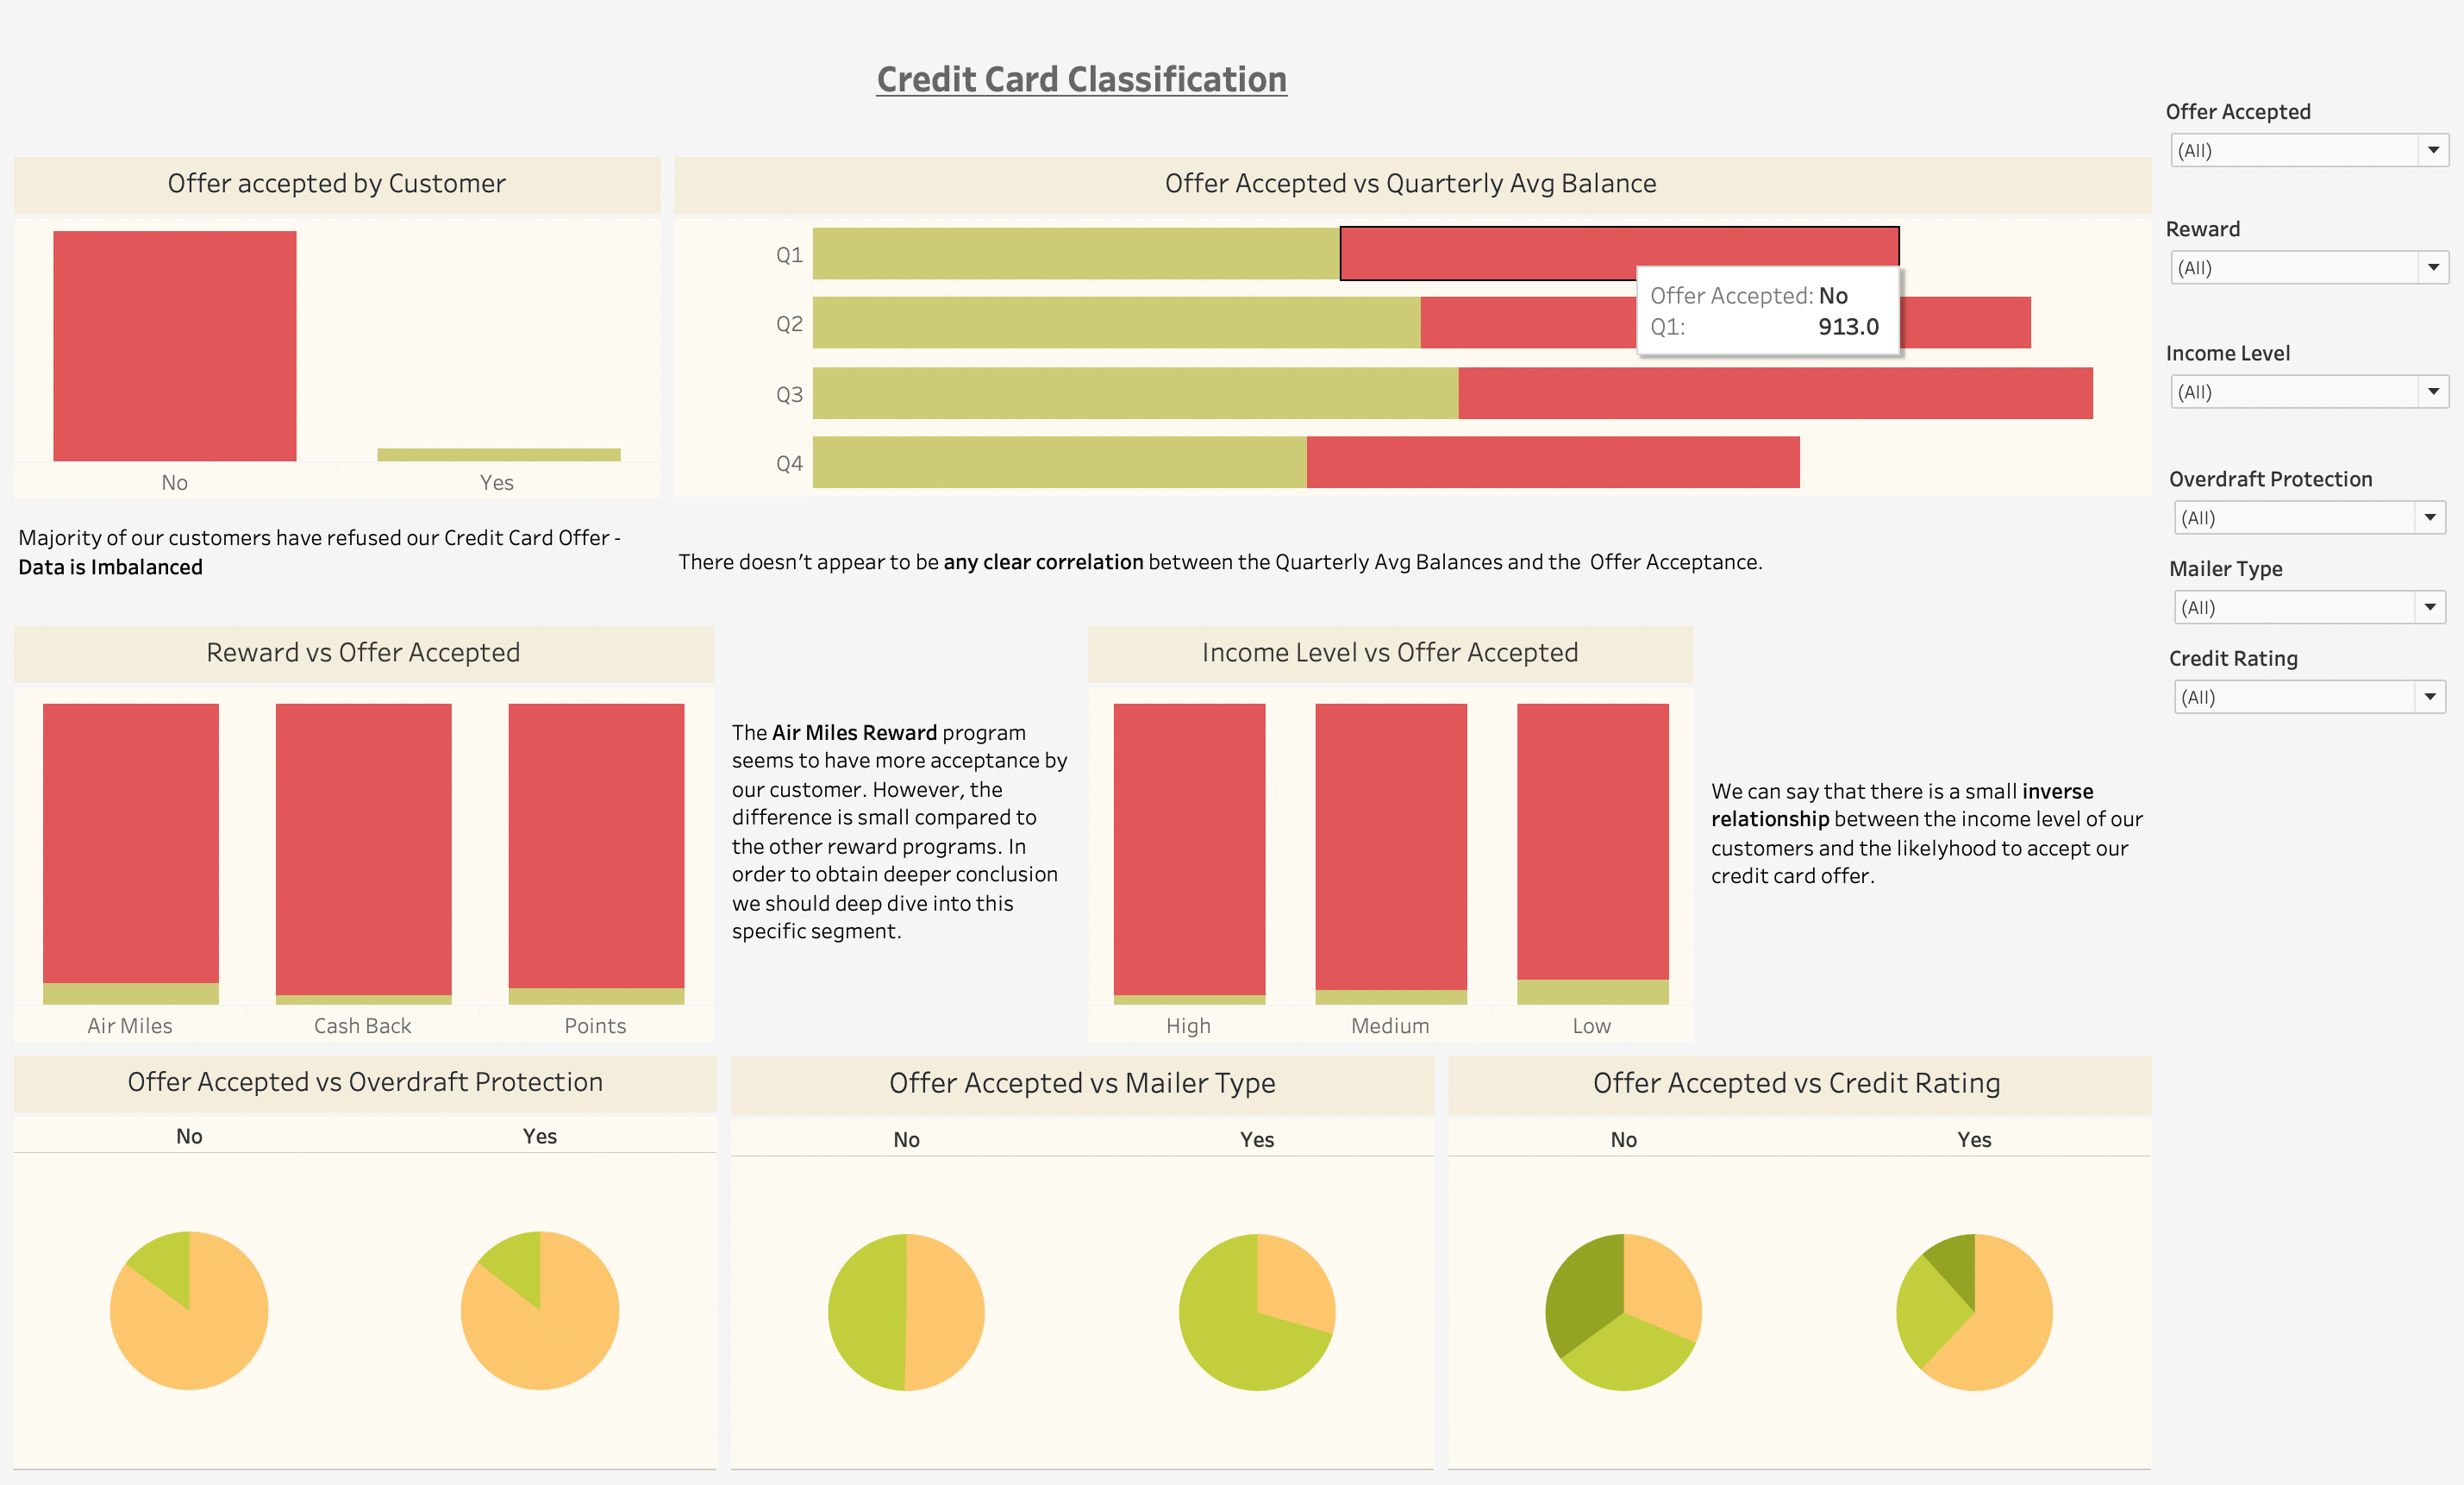 Credit Card Classification
Offer accepted by Customer
No
Yes
Majority of our customers have refused our Credit Card Offer -
Data is Imbalanced
Offer Accepted vs Quarterly Avg Balance
Q1
Q2
Q3
Q4
Offer Accepted: No
Q1: 913.0
There doesn't appear to be any clear correlation between the Quarterly Avg Balances and the Offer Acceptance.
Reward vs Offer Accepted
Air Miles
Cash Back
Points
The Air Miles Reward program
seems to have more acceptance by
our customer. However, the
difference is small compared to
the other reward programs. In
order to obtain deeper conclusion
we should deep dive into this
specific segment.
Income Level vs Offer Accepted
High
Medium
Low
We can say that there is a small inverse
relationship between the income level of our
customers and the likelyhood to accept our
credit card offer.
Offer Accepted vs Overdraft Protection
No
Yes
Offer Accepted vs Mailer Type
No
Yes
Offer Accepted vs Credit Rating
No
Yes
Offer Accepted
(All)
Reward
(All)
Income Level
(All)
Overdraft Protection
(All)
Mailer Type
(All)
Credit Rating
(All)